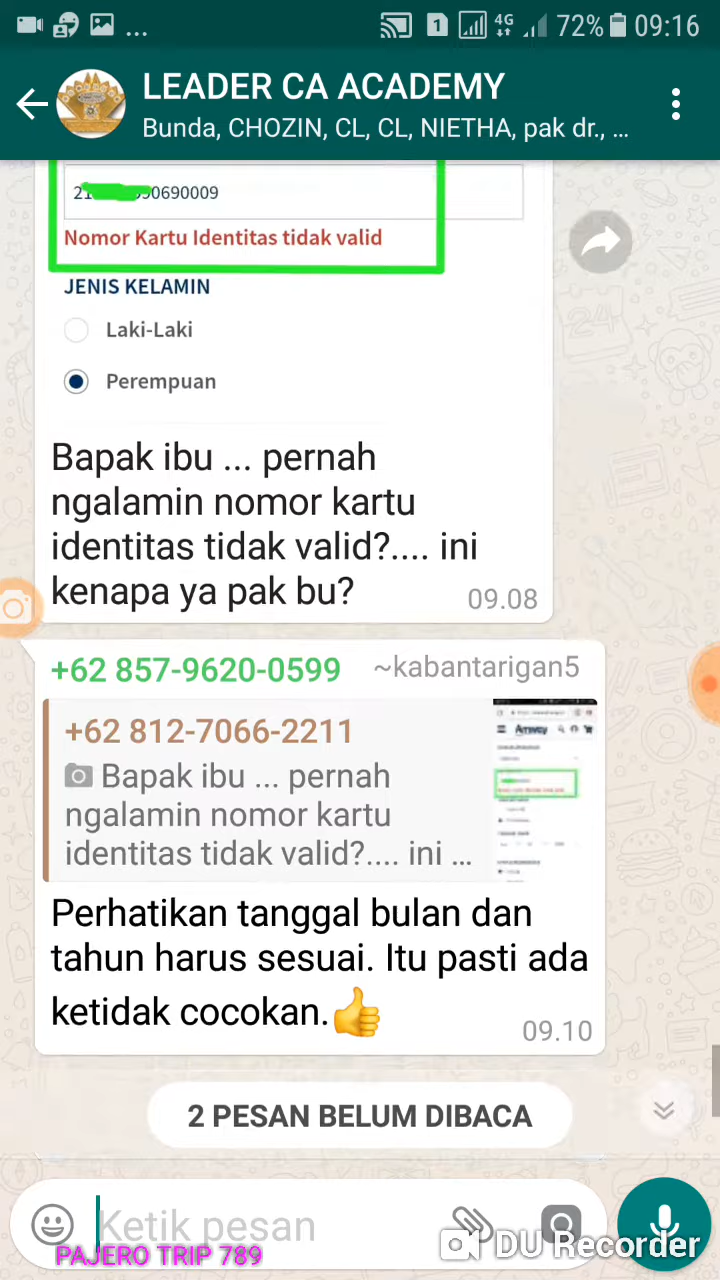 ... 1 4G 72% 09:16
LEADER CA ACADEMY
Bunda, CHOZIN, CL, CL, NIETHA, pak dr., ...
0690009
Nomor Kartu Identitas tidak valid
JENIS KELAMIN
Laki-Laki
Perempuan
Bapak ibu ... pernah
ngalamin nomor kartu
identitas tidak valid?.... ini
kenapa ya pak bu?
09.08
+62 857-9620-0599 ~kabantarigan5
+62 812-7066-2211
Bapak ibu ... pernah
ngalamin nomor kartu
identitas tidak valid?.... ini ...
Amway
Perhatikan tanggal bulan dan
tahun harus sesuai. Itu pasti ada
ketidak cocokan.👍
09.10
2 PESAN BELUM DIBACA
Ketik pesan
PAJERO TRIP 789
DU Recorder